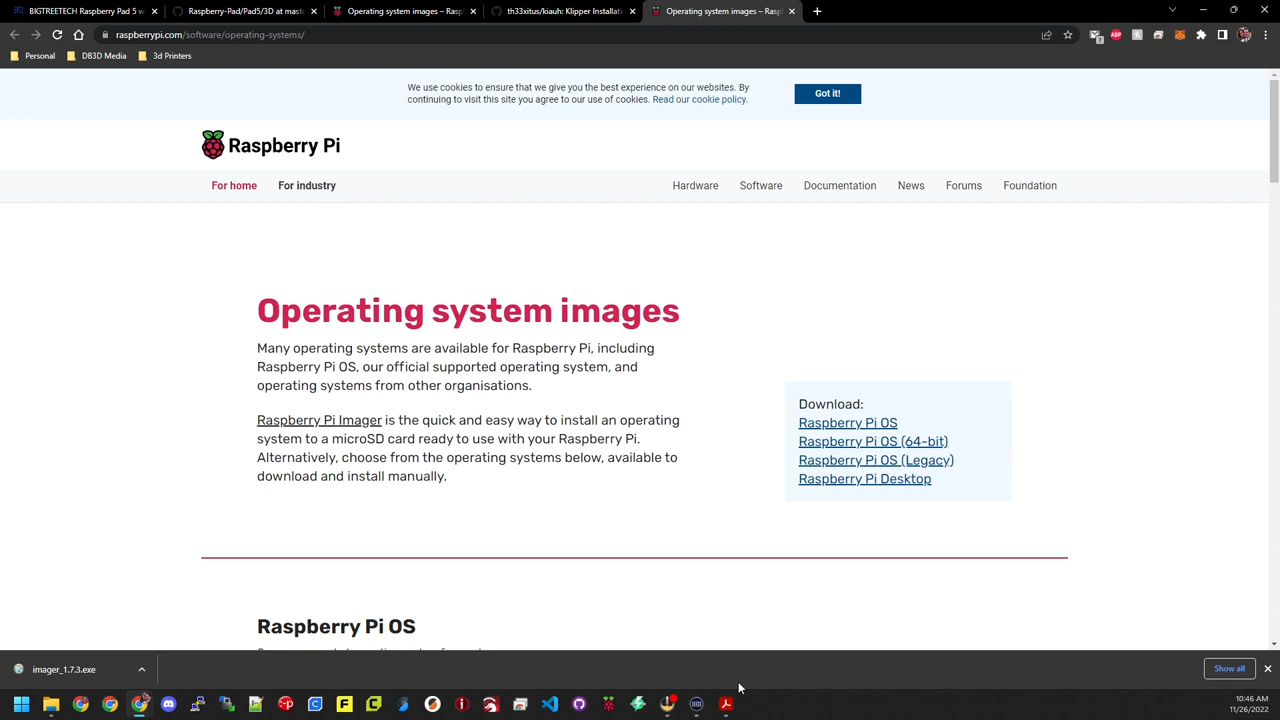 BIGTREETECH Raspberry Pad 5 w
Raspberry-Pad/Pad5/3D at maste
Operating system images – Rasp
th33xitus/kiauh: Klipper Installati
Operating system images – Rasp
raspberrypi.com/software/operating-systems/
Personal
DB3D Media
3d Printers
We use cookies to ensure that we give you the best experience on our websites. By
continuing to visit this site you agree to our use of cookies. Read our cookie policy.
Got it!
Raspberry Pi
For home
For industry
Hardware
Software
Documentation
News
Forums
Foundation
Operating system images
Many operating systems are available for Raspberry Pi, including
Raspberry Pi OS, our official supported operating system, and
operating systems from other organisations.
Raspberry Pi Imager is the quick and easy way to install an operating
system to a microSD card ready to use with your Raspberry Pi.
Alternatively, choose from the operating systems below, available to
download and install manually.
Download:
Raspberry Pi OS
Raspberry Pi OS (64-bit)
Raspberry Pi OS (Legacy)
Raspberry Pi Desktop
Raspberry Pi OS
imager_1.7.3.exe
Show all
10:46 AM
11/26/2022